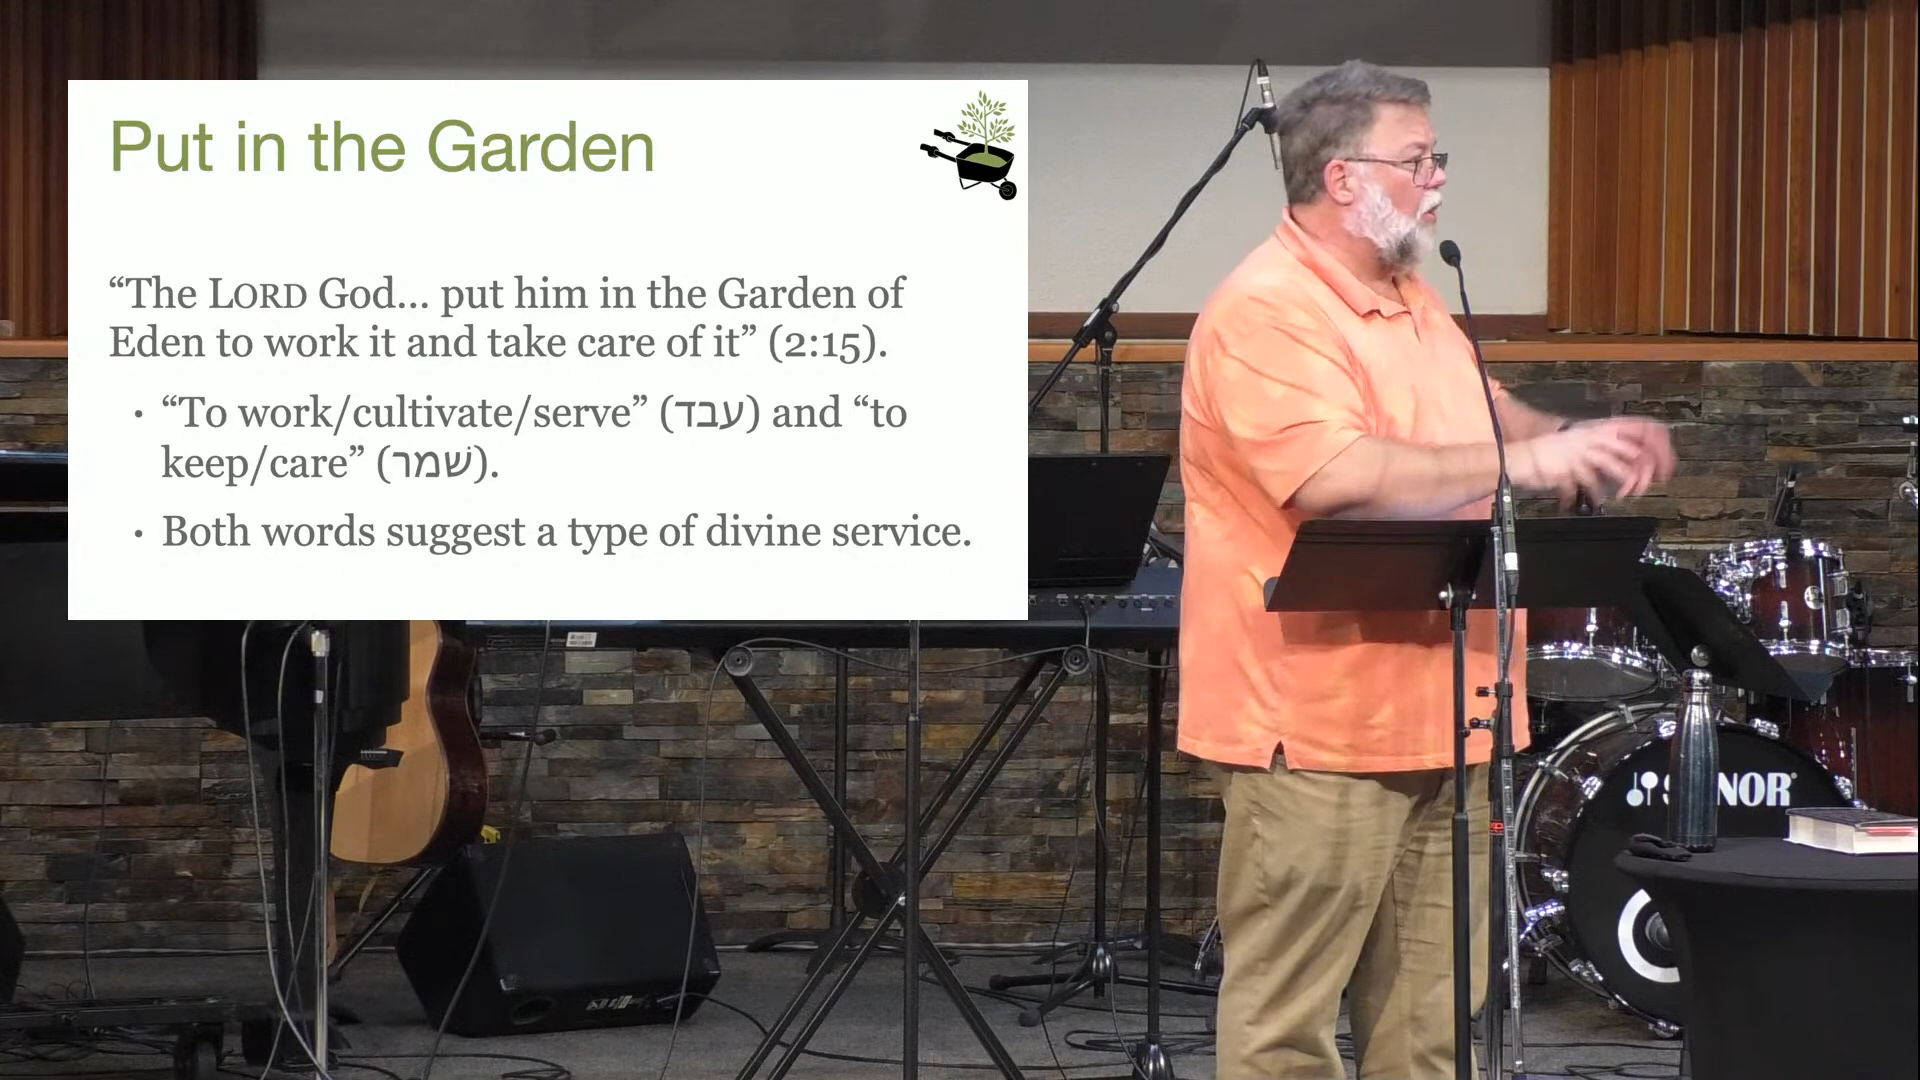 Put in the Garden
“The LORD God… put him in the Garden of
Eden to work it and take care of it” (2:15).
• “To work/cultivate/serve” (עבד) and “to
keep/care” (שׁמר).
• Both words suggest a type of divine service.